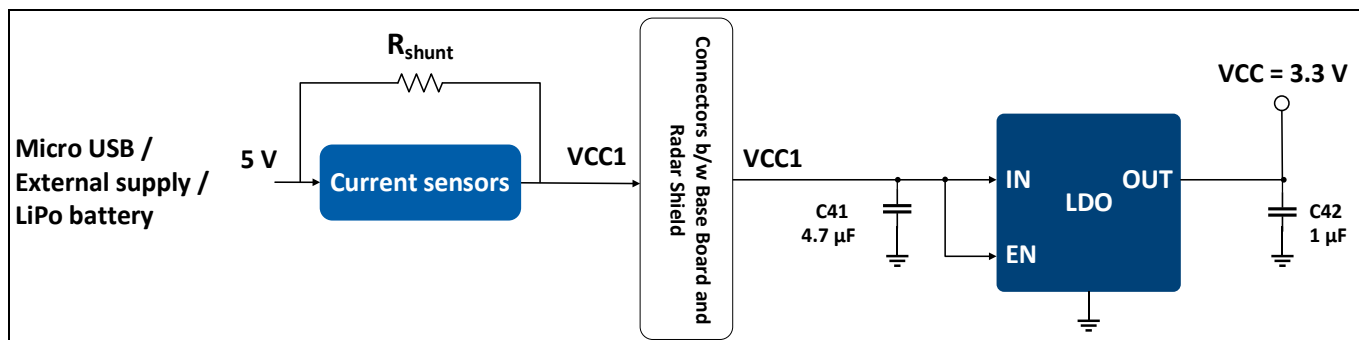 R_shunt
Micro USB /
External supply /
LiPo battery
5 V
Current sensors
VCC1
Connectors b/w Base Board and
Radar Shield
VCC1
C41
4.7 µF
IN
EN
LDO
OUT
VCC = 3.3 V
C42
1 µF